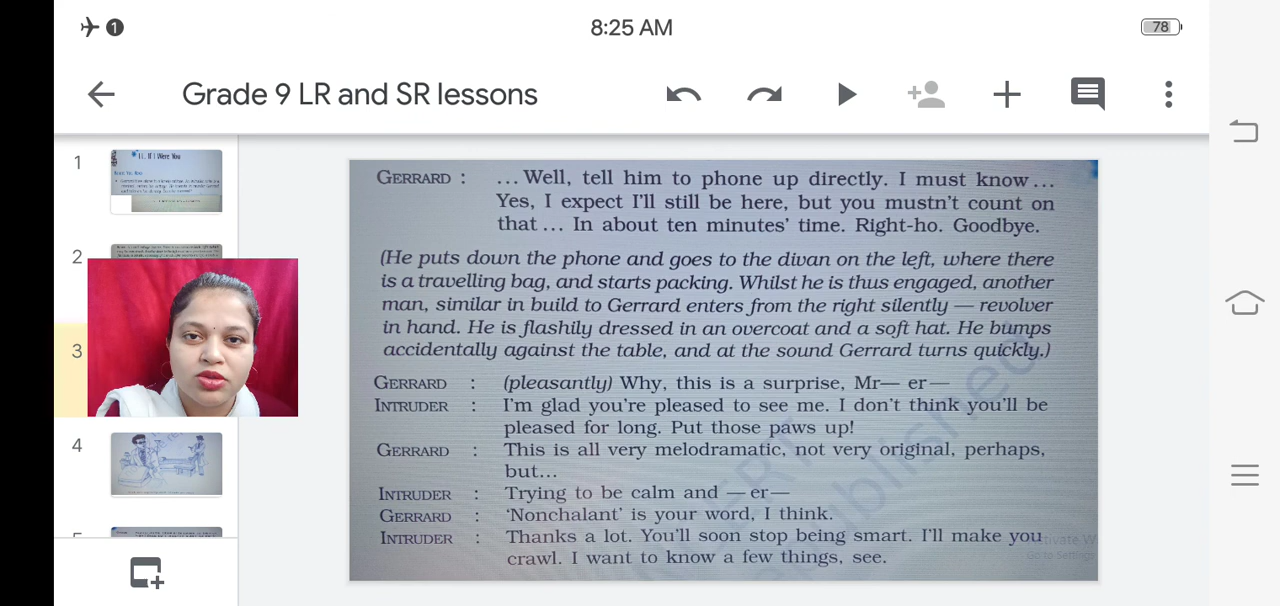 1
8:25 AM
78
Grade 9 LR and SR lessons
1
11. If I Were You
2
3
4
GERRARD : ... Well, tell him to phone up directly. I must know ...
Yes, I expect I'll still be here, but you mustn't count on
that ... In about ten minutes' time. Right-ho. Goodbye.
(He puts down the phone and goes to the divan on the left, where there
is a travelling bag, and starts packing. Whilst he is thus engaged, another
man, similar in build to Gerrard enters from the right silently — revolver
in hand. He is flashily dressed in an overcoat and a soft hat. He bumps
accidentally against the table, and at the sound Gerrard turns quickly.)
GERRARD : (pleasantly) Why, this is a surprise, Mr— er —
INTRUDER : I'm glad you're pleased to see me. I don't think you'll be
pleased for long. Put those paws up!
GERRARD : This is all very melodramatic, not very original, perhaps,
but...
INTRUDER : Trying to be calm and — er—
GERRARD : 'Nonchalant' is your word, I think.
INTRUDER : Thanks a lot. You'll soon stop being smart. I'll make you
crawl. I want to know a few things, see.